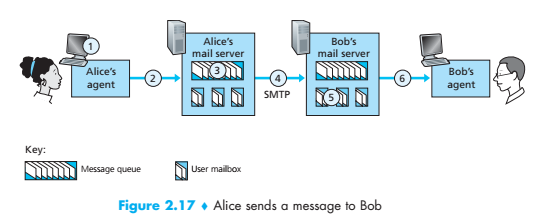 1
Alice's
agent
2
Alice's
mail server
3
4
SMTP
Bob's
mail server
5
6
Bob's
agent
Key:
Message queue
User mailbox
Figure 2.17 ♦ Alice sends a message to Bob